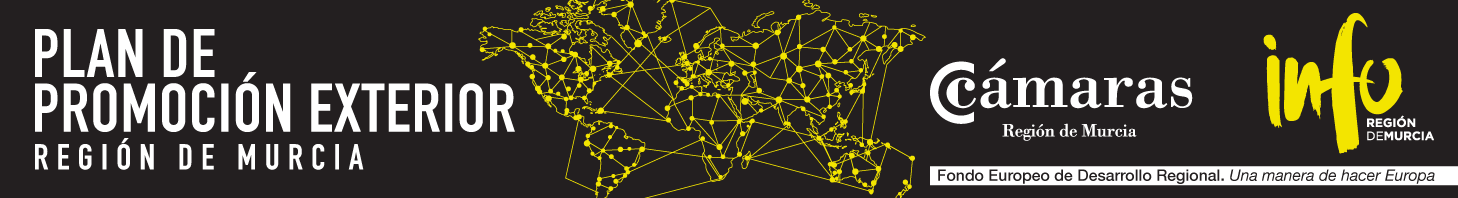 PLAN DE
PROMOCIÓN EXTERIOR
REGIÓN DE MURCIA
Cámaras
Región de Murcia
info
REGIÓN
DEMURCIA
Fondo Europeo de Desarrollo Regional. Una manera de hacer Europa